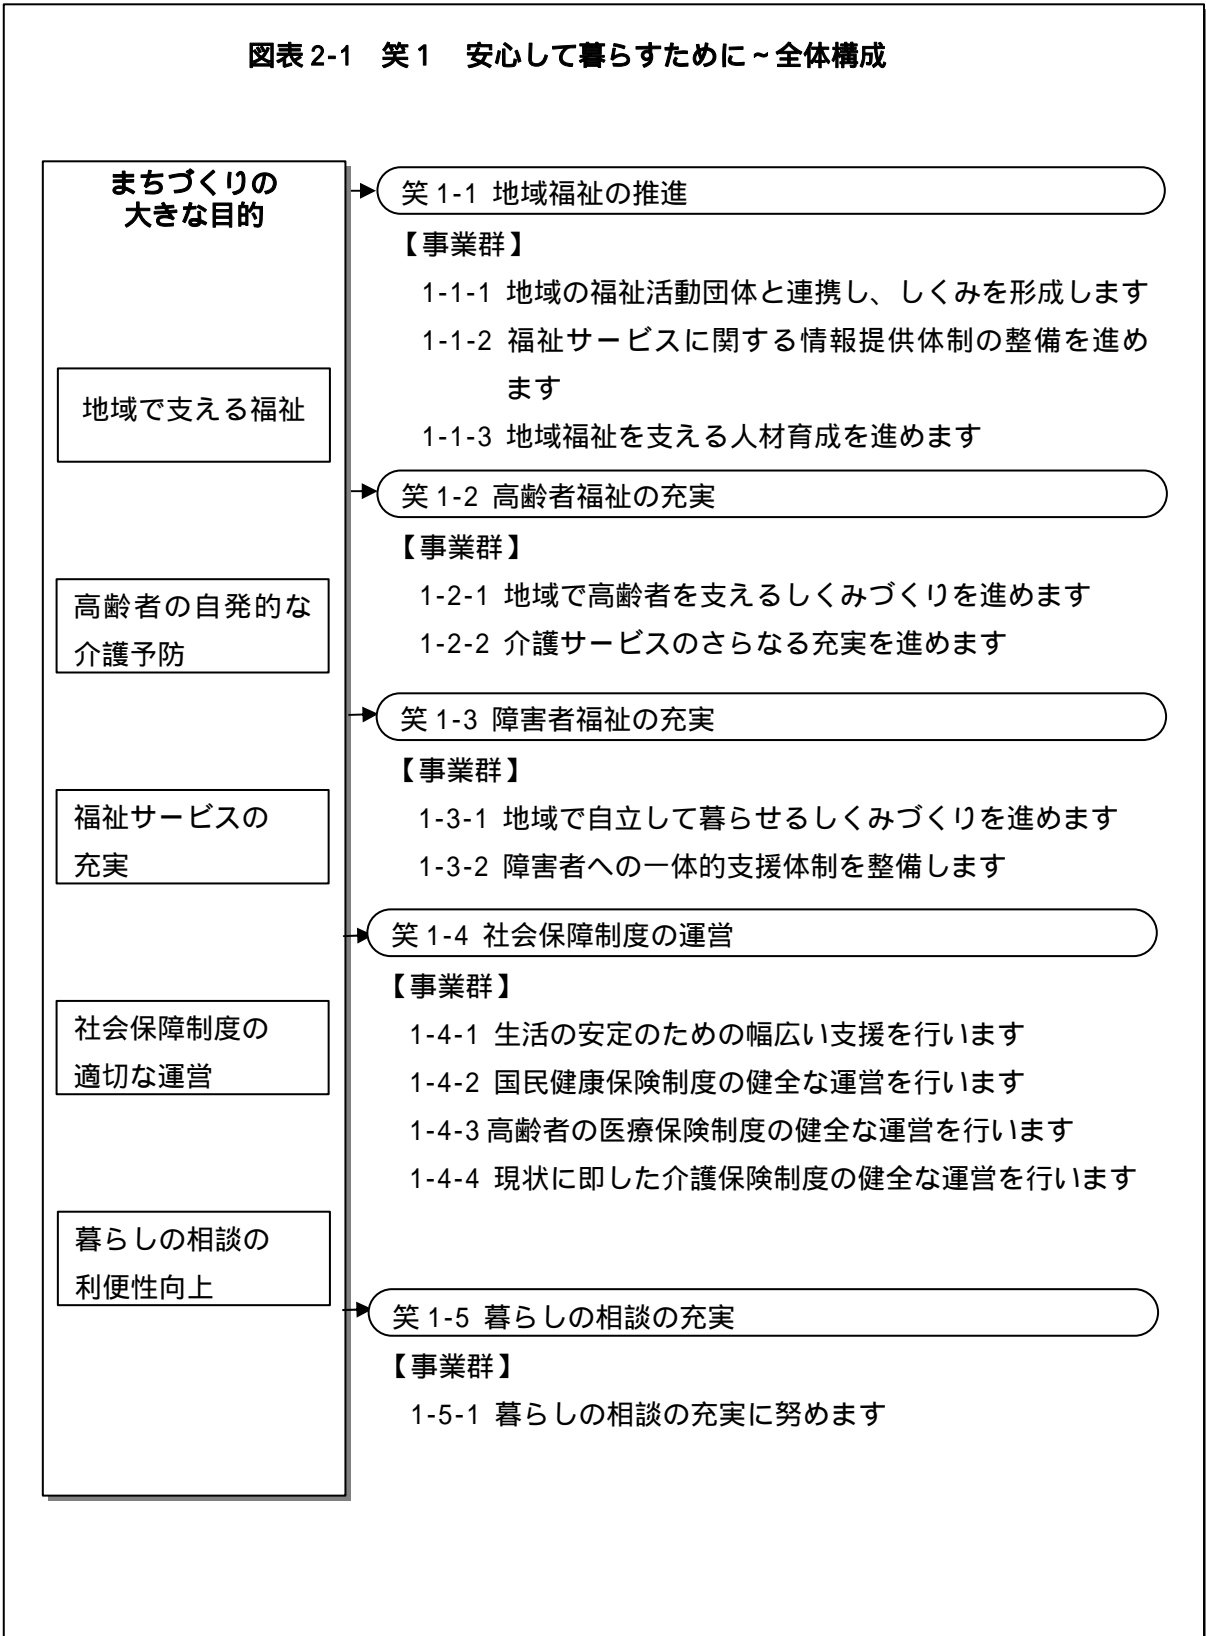 図表 2-1 笑 1 安心して暮らすために～全体構成
まちづくりの
大きな目的
地域で支える福祉
高齢者の自発的な
介護予防
福祉サービスの
充実
社会保障制度の
適切な運営
暮らしの相談の
利便性向上
笑 1-1 地域福祉の推進
【事業群】
1-1-1 地域の福祉活動団体と連携し、しくみを形成します
1-1-2 福祉サービスに関する情報提供体制の整備を進め
ます
1-1-3 地域福祉を支える人材育成を進めます
笑 1-2 高齢者福祉の充実
【事業群】
1-2-1 地域で高齢者を支えるしくみづくりを進めます
1-2-2 介護サービスのさらなる充実を進めます
笑 1-3 障害者福祉の充実
【事業群】
1-3-1 地域で自立して暮らせるしくみづくりを進めます
1-3-2 障害者への一体的支援体制を整備します
笑 1-4 社会保障制度の運営
【事業群】
1-4-1 生活の安定のための幅広い支援を行います
1-4-2 国民健康保険制度の健全な運営を行います
1-4-3 高齢者の医療保険制度の健全な運営を行います
1-4-4 現状に即した介護保険制度の健全な運営を行います
笑 1-5 暮らしの相談の充実
【事業群】
1-5-1 暮らしの相談の充実に努めます